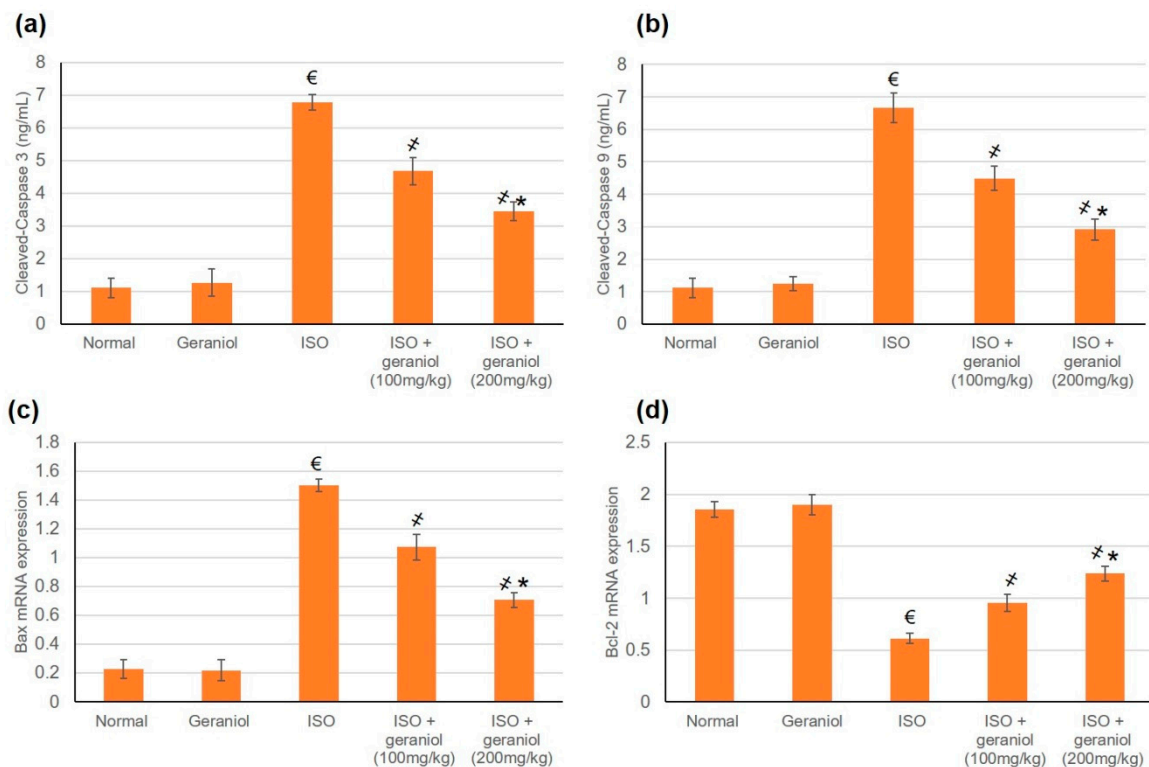 (a)
Cleaved-Caspase 3 (ng/mL)
8
7
6
5
4
3
2
1
0
€
҂
҂*
Normal
Geraniol
ISO
ISO +
geraniol
(100mg/kg)
ISO +
geraniol
(200mg/kg)
(b)
Cleaved-Caspase 9 (ng/mL)
8
7
6
5
4
3
2
1
0
€
҂
҂*
Normal
Geraniol
ISO
ISO +
geraniol
(100mg/kg)
ISO +
geraniol
(200mg/kg)
(c)
Bax mRNA expression
1.8
1.6
1.4
1.2
1
0.8
0.6
0.4
0.2
0
€
҂
҂*
Normal
Geraniol
ISO
ISO +
geraniol
(100mg/kg)
ISO +
geraniol
(200mg/kg)
(d)
Bcl-2 mRNA expression
2.5
2
1.5
1
0.5
0
€
҂
҂*
Normal
Geraniol
ISO
ISO +
geraniol
(100mg/kg)
ISO +
geraniol
(200mg/kg)